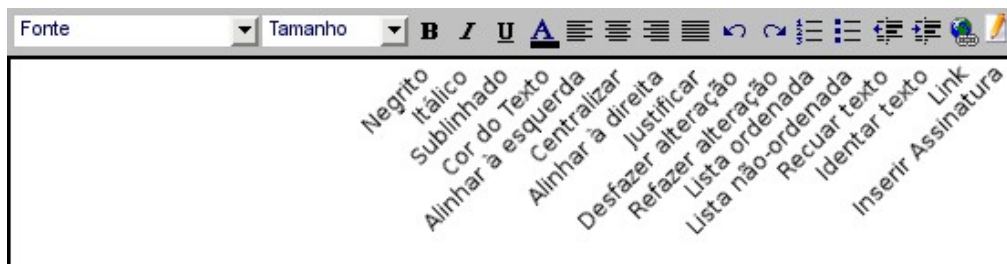 Fonte Tamanho B I U A
Negrito
Itálico
Sublinhado
Cor do Texto
Alinhar à esquerda
Centralizar
Alinhar à direita
Justificar
Desfazer alteração
Refazer alteração
Lista ordenada
Lista não-ordenada
Recuar texto
Identar texto
Link
Inserir Assinatura